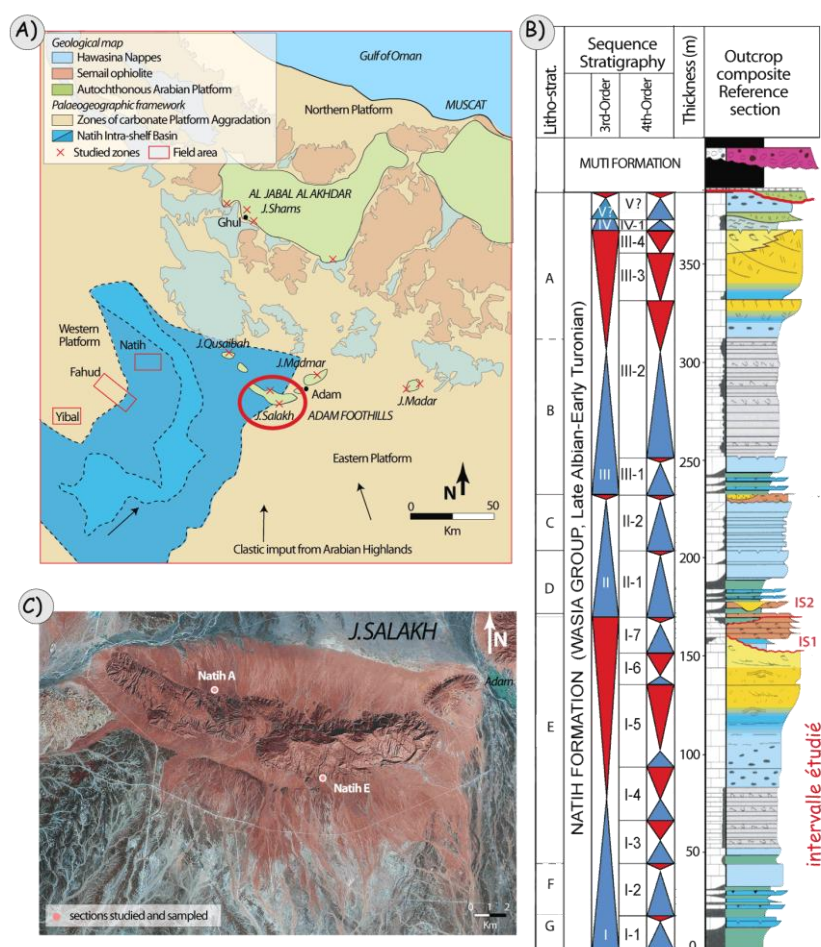 A)
Geological map
Hawasina Nappes
Semail ophiolite
Autochthonous Arabian Platform
Palaeogeographic framework
Zones of carbonate Platform Aggradation
Natih Intra-shelf Basin
Studied zones
Field area
Gulf of Oman
MUSCAT
Northern Platform
AL JABAL AL AKHDAR
J.Shams
Ghul
Western
Platform
Natih
Fahud
Yibal
J.Qusaibah
J.Madmar
Adam
J.Salakh
ADAM FOOTHILLS
J.Madar
Eastern Platform
N
0 50
Km
Clastic imput from Arabian Highlands
B)
Litho-strat.
Sequence
Stratigraphy
3rd-Order
4th-Order
Thickness (m)
Outcrop
composite
Reference
section
MUTI FORMATION
NATIH FORMATION (WASIA GROUP, Late Albian-Early Turonian)
A
B
C
D
E
F
G
V?
IV
III
II
I
V?
IV-1
III-4
III-3
III-2
III-1
II-2
II-1
I-7
I-6
I-5
I-4
I-3
I-2
I-1
350
300
250
200
150
100
50
0
IS2
IS1
intervalle étudié
C)
J.SALAKH
N
Adam
Natih A
Natih E
sections studied and sampled
0 1 2
Km